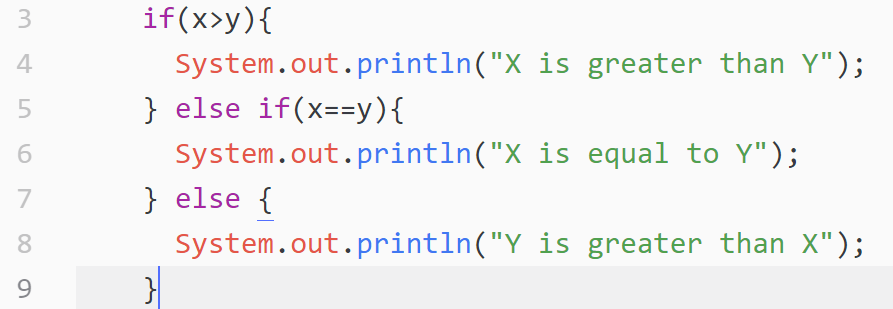 3 if(x>y){
4 System.out.println("X is greater than Y");
5 } else if(x==y){
6 System.out.println("X is equal to Y");
7 } else {
8 System.out.println("Y is greater than X");
9 }